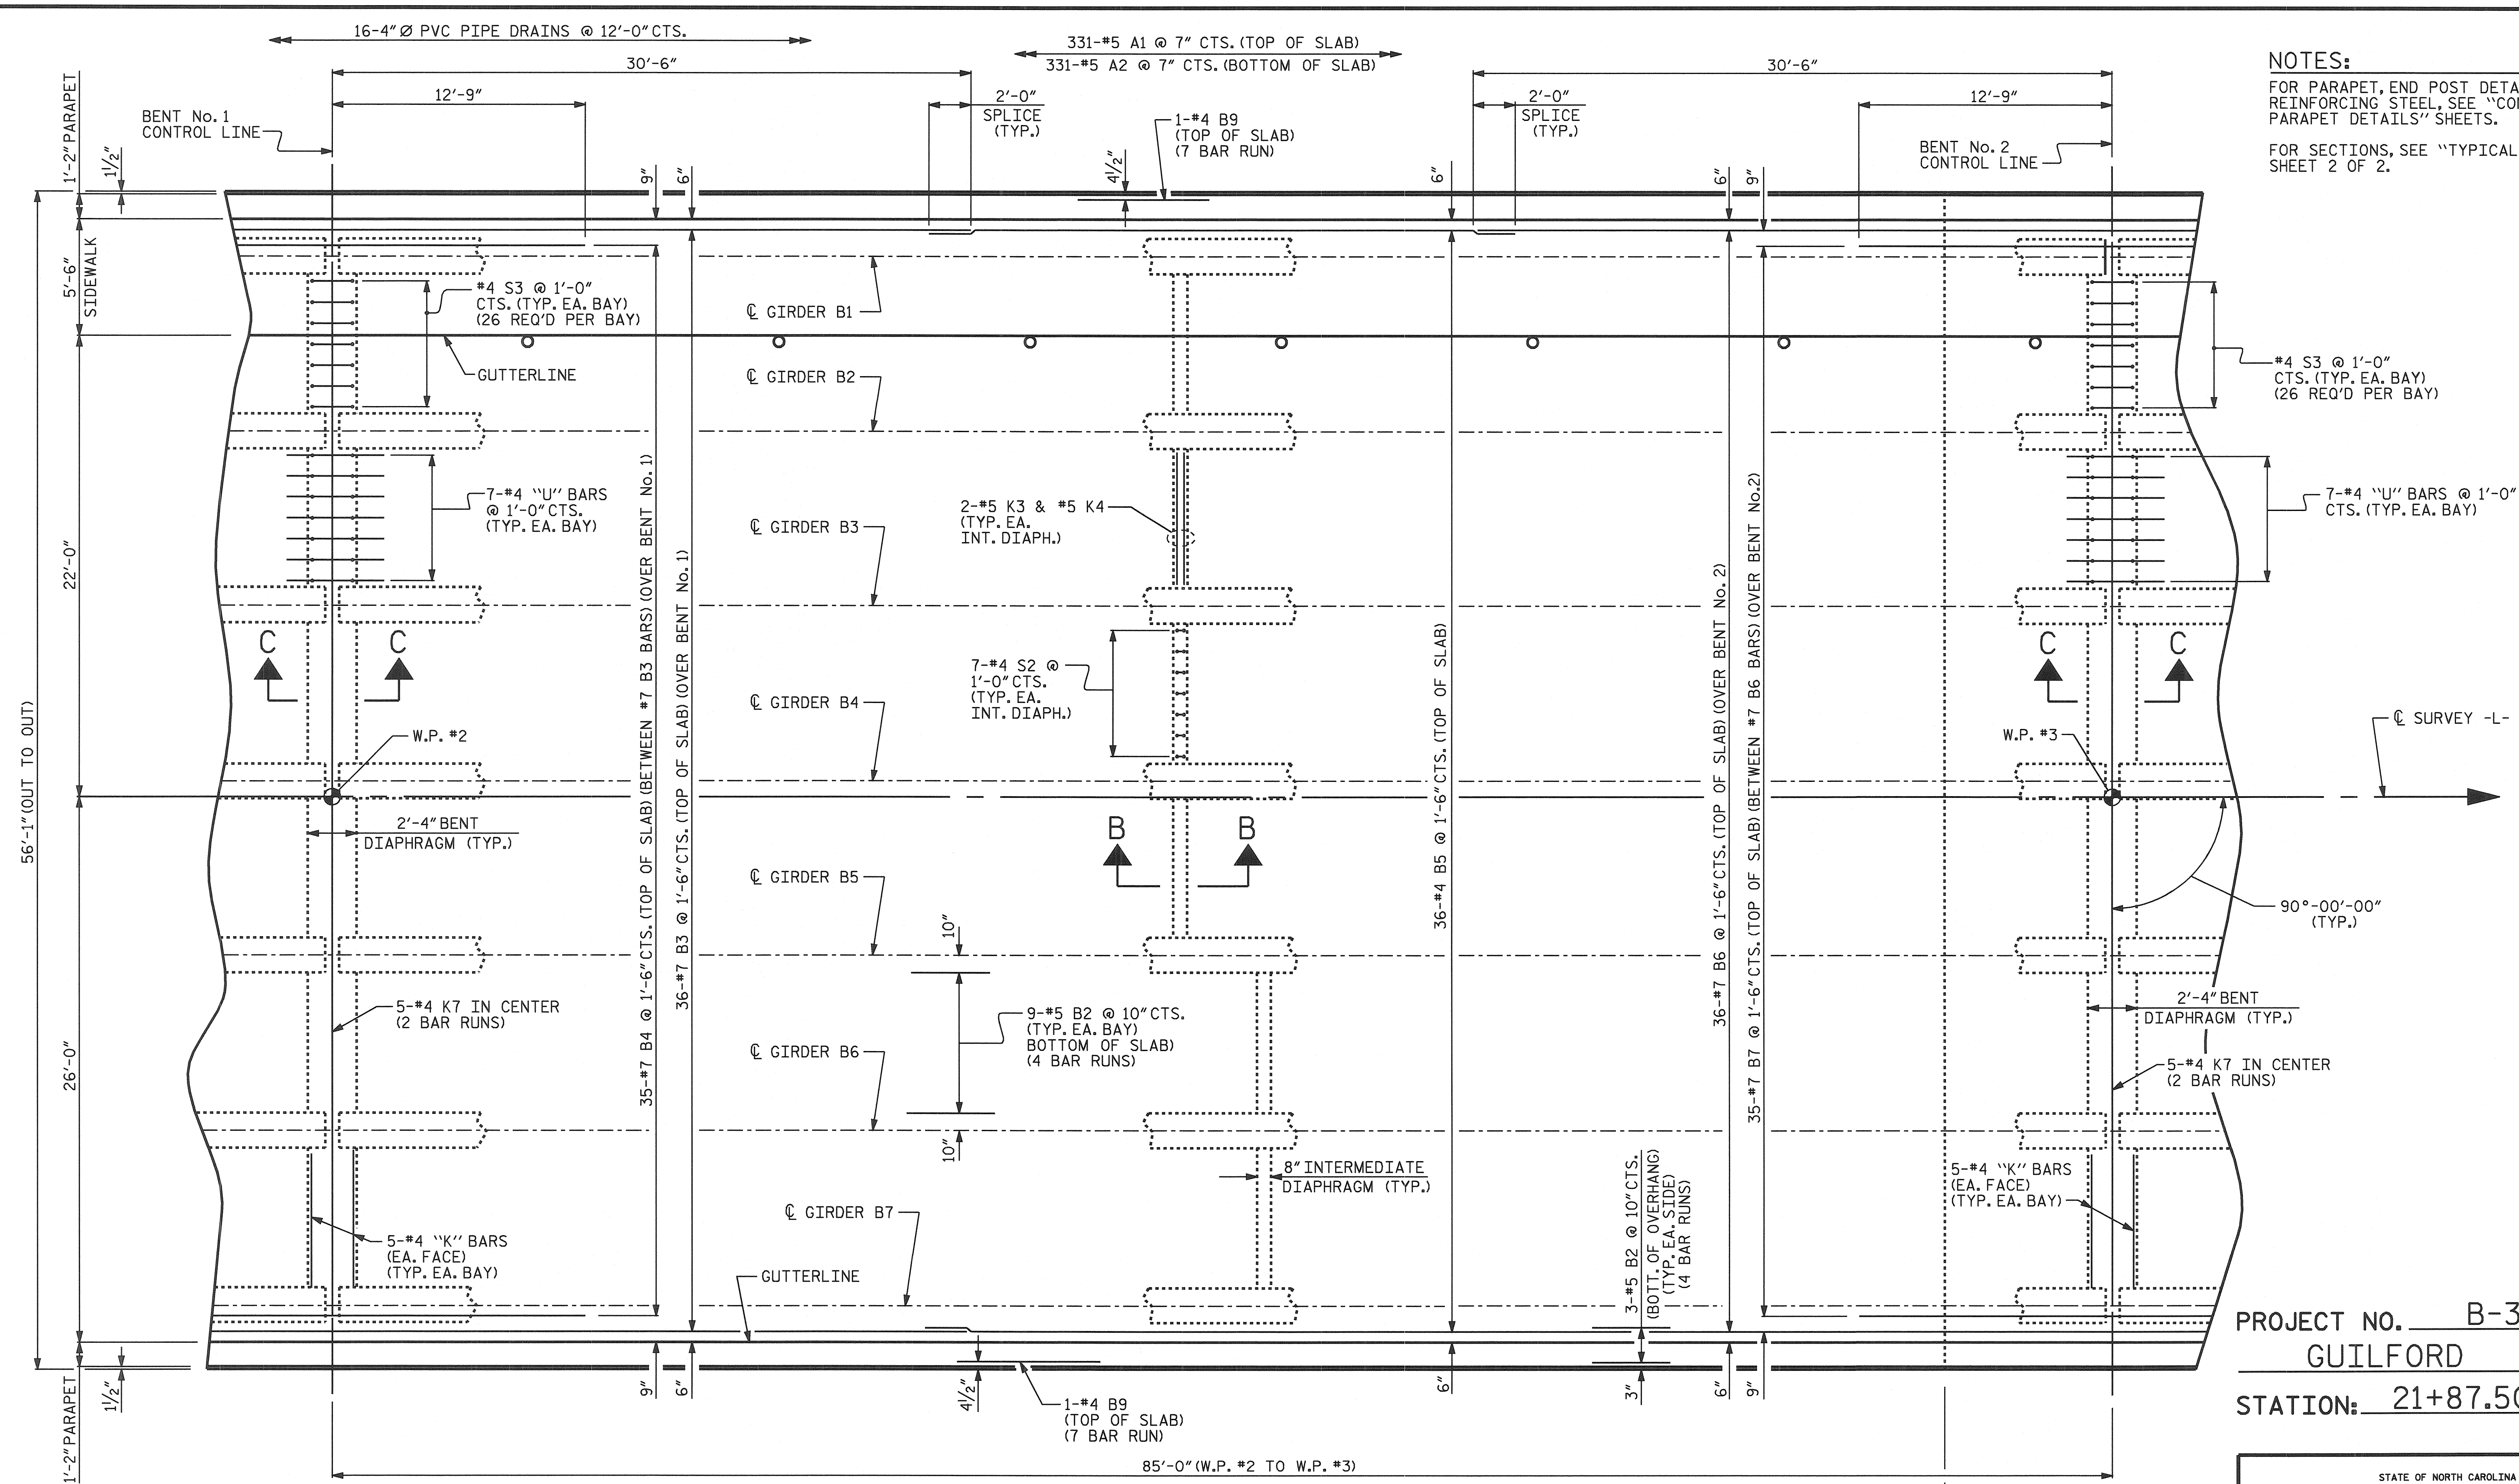 16-4"Ø PVC PIPE DRAINS @ 12'-0" CTS.
331-#5 A1 @ 7" CTS. (TOP OF SLAB)
331-#5 A2 @ 7" CTS. (BOTTOM OF SLAB)
30'-6"
30'-6"
12'-9"
2'-0"
SPLICE
(TYP.)
2'-0"
SPLICE
(TYP.)
12'-9"
NOTES:
FOR PARAPET, END POST
REINFORCING STEEL, SEE
PARAPET DETAILS" SHEETS.
FOR SECTIONS, SEE "TYPICAL
SHEET 2 OF 2.
BENT No. 1
CONTROL LINE
1-#4 B9
(TOP OF SLAB)
(7 BAR RUN)
BENT No. 2
CONTROL LINE
1'-2" PARAPET
1½"
9"
6"
4½"
6"
6"
9"
5'-6"
SIDEWALK
#4 S3 @ 1'-0"
CTS. (TYP. EA. BAY)
(26 REQ'D PER BAY)
℄ GIRDER B1
GUTTERLINE
℄ GIRDER B2
#4 S3 @ 1'-0"
CTS. (TYP. EA. BAY)
(26 REQ'D PER BAY)
7-#4 "U" BARS
@ 1'-0" CTS.
(TYP. EA. BAY)
℄ GIRDER B3
2-#5 K3 & #5 K4
(TYP. EA.
INT. DIAPH.)
7-#4 "U" BARS @ 1'-0"
CTS. (TYP. EA. BAY)
22'-0"
C
C
35-#7 B4 @ 1'-6" CTS. (TOP OF SLAB) (BETWEEN #7 B3 BARS) (OVER BENT No. 1)
36-#7 B3 @ 1'-6" CTS. (TOP OF SLAB) (OVER BENT No. 1)
7-#4 S2 @
1'-0" CTS.
(TYP. EA.
INT. DIAPH.)
36-#4 B5 @ 1'-6" CTS. (TOP OF SLAB)
36-#7 B6 @ 1'-6" CTS. (TOP OF SLAB) (OVER BENT No. 2)
35-#7 B7 @ 1'-6" CTS. (TOP OF SLAB) (BETWEEN #7 B6 BARS) (OVER BENT No.2)
C
C
56'-1" (OUT TO OUT)
W.P. #2
℄ GIRDER B4
W.P. #3
℄ SURVEY -L-
2'-4" BENT
DIAPHRAGM (TYP.)
B
B
℄ GIRDER B5
90°-00'-00"
(TYP.)
10"
26'-0"
5-#4 K7 IN CENTER
(2 BAR RUNS)
9-#5 B2 @ 10" CTS.
(TYP. EA. BAY)
BOTTOM OF SLAB)
(4 BAR RUNS)
℄ GIRDER B6
2'-4" BENT
DIAPHRAGM (TYP.)
5-#4 K7 IN CENTER
(2 BAR RUNS)
10"
8" INTERMEDIATE
DIAPHRAGM (TYP.)
3-#5 B2 @ 10" CTS.
(BOTT. OF OVERHANG)
(TYP. EA. SIDE)
(4 BAR RUNS)
5-#4 "K" BARS
(EA. FACE)
(TYP. EA. BAY)
℄ GIRDER B7
5-#4 "K" BARS
(EA. FACE)
(TYP. EA. BAY)
GUTTERLINE
PROJECT NO. B-3
GUILFORD
STATION: 21+87.50
1'-2" PARAPET
1½"
9"
6"
4½"
1-#4 B9
(TOP OF SLAB)
(7 BAR RUN)
6"
3"
6"
9"
85'-0" (W.P. #2 TO W.P. #3)
STATE OF NORTH CAROLINA